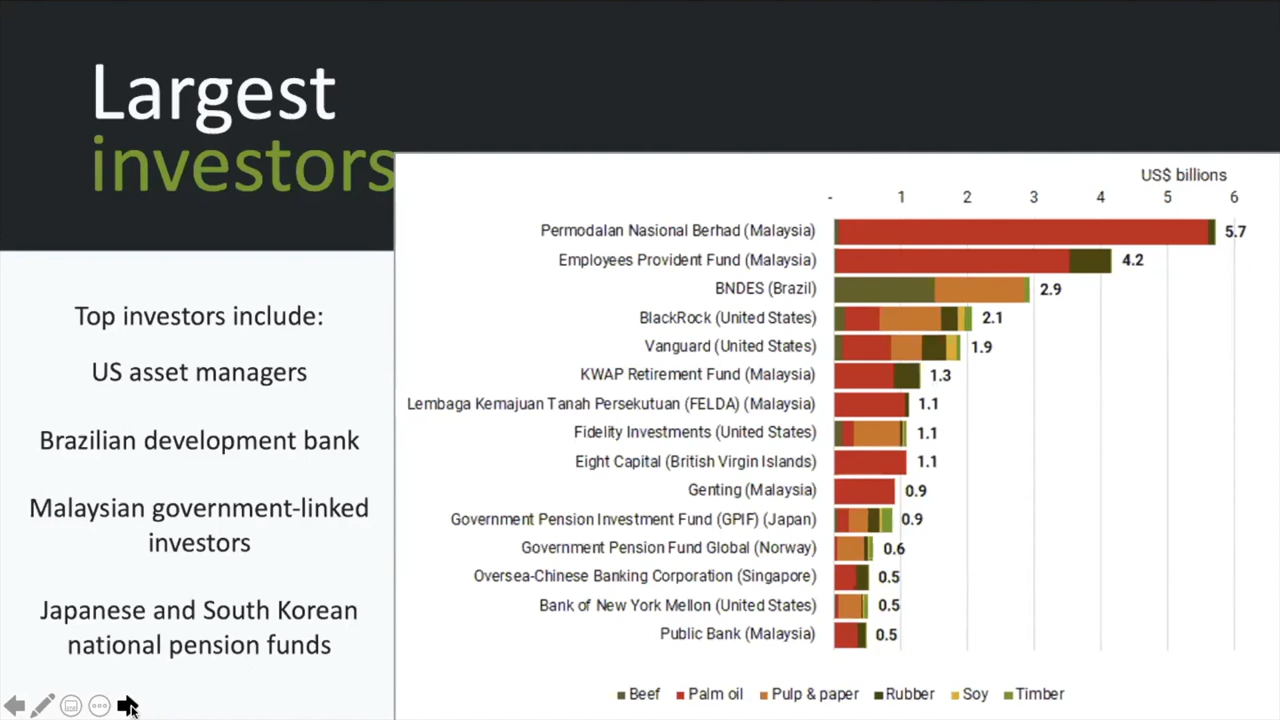 Largest
investors
Top investors include:
US asset managers
Brazilian development bank
Malaysian government-linked
investors
Japanese and South Korean
national pension funds
US$ billions
- 1 2 3 4 5 6
Permodalan Nasional Berhad (Malaysia) 5.7
Employees Provident Fund (Malaysia) 4.2
BNDES (Brazil) 2.9
BlackRock (United States) 2.1
Vanguard (United States) 1.9
KWAP Retirement Fund (Malaysia) 1.3
Lembaga Kemajuan Tanah Persekutuan (FELDA) (Malaysia) 1.1
Fidelity Investments (United States) 1.1
Eight Capital (British Virgin Islands) 1.1
Genting (Malaysia) 0.9
Government Pension Investment Fund (GPIF) (Japan) 0.9
Government Pension Fund Global (Norway) 0.6
Oversea-Chinese Banking Corporation (Singapore) 0.5
Bank of New York Mellon (United States) 0.5
Public Bank (Malaysia) 0.5
Beef Palm oil Pulp & paper Rubber Soy Timber